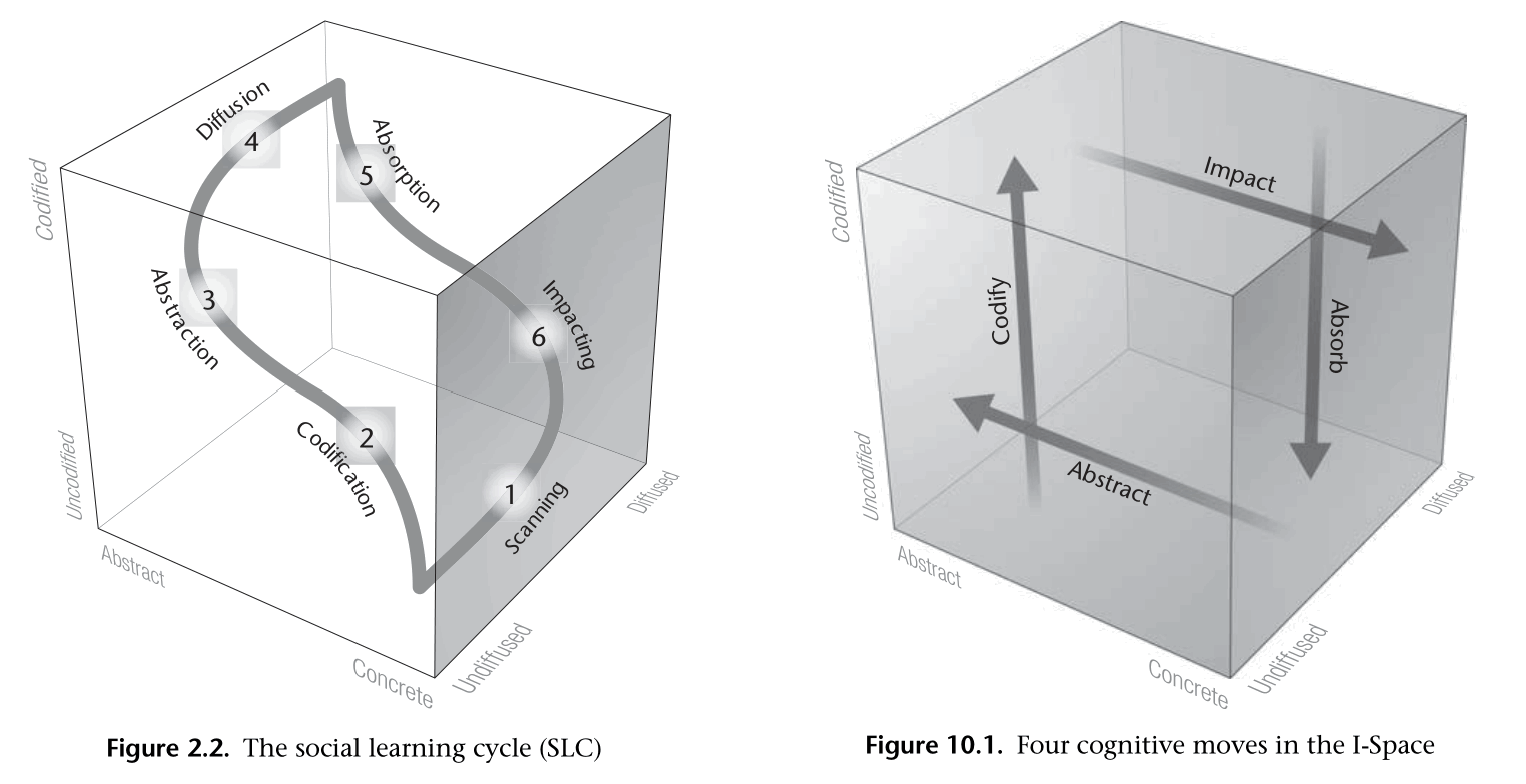 Diffusion
4
Absorption
5
Codified
3
Abstraction
Impacting
6
2
Codification
1
Scanning
Uncodified
Abstract
Diffused
Undiffused
Concrete
Figure 2.2. The social learning cycle (SLC)
Impact
Codified
Codify
Absorb
Abstract
Uncodified
Abstract
Diffused
Undiffused
Concrete
Figure 10.1. Four cognitive moves in the I-Space